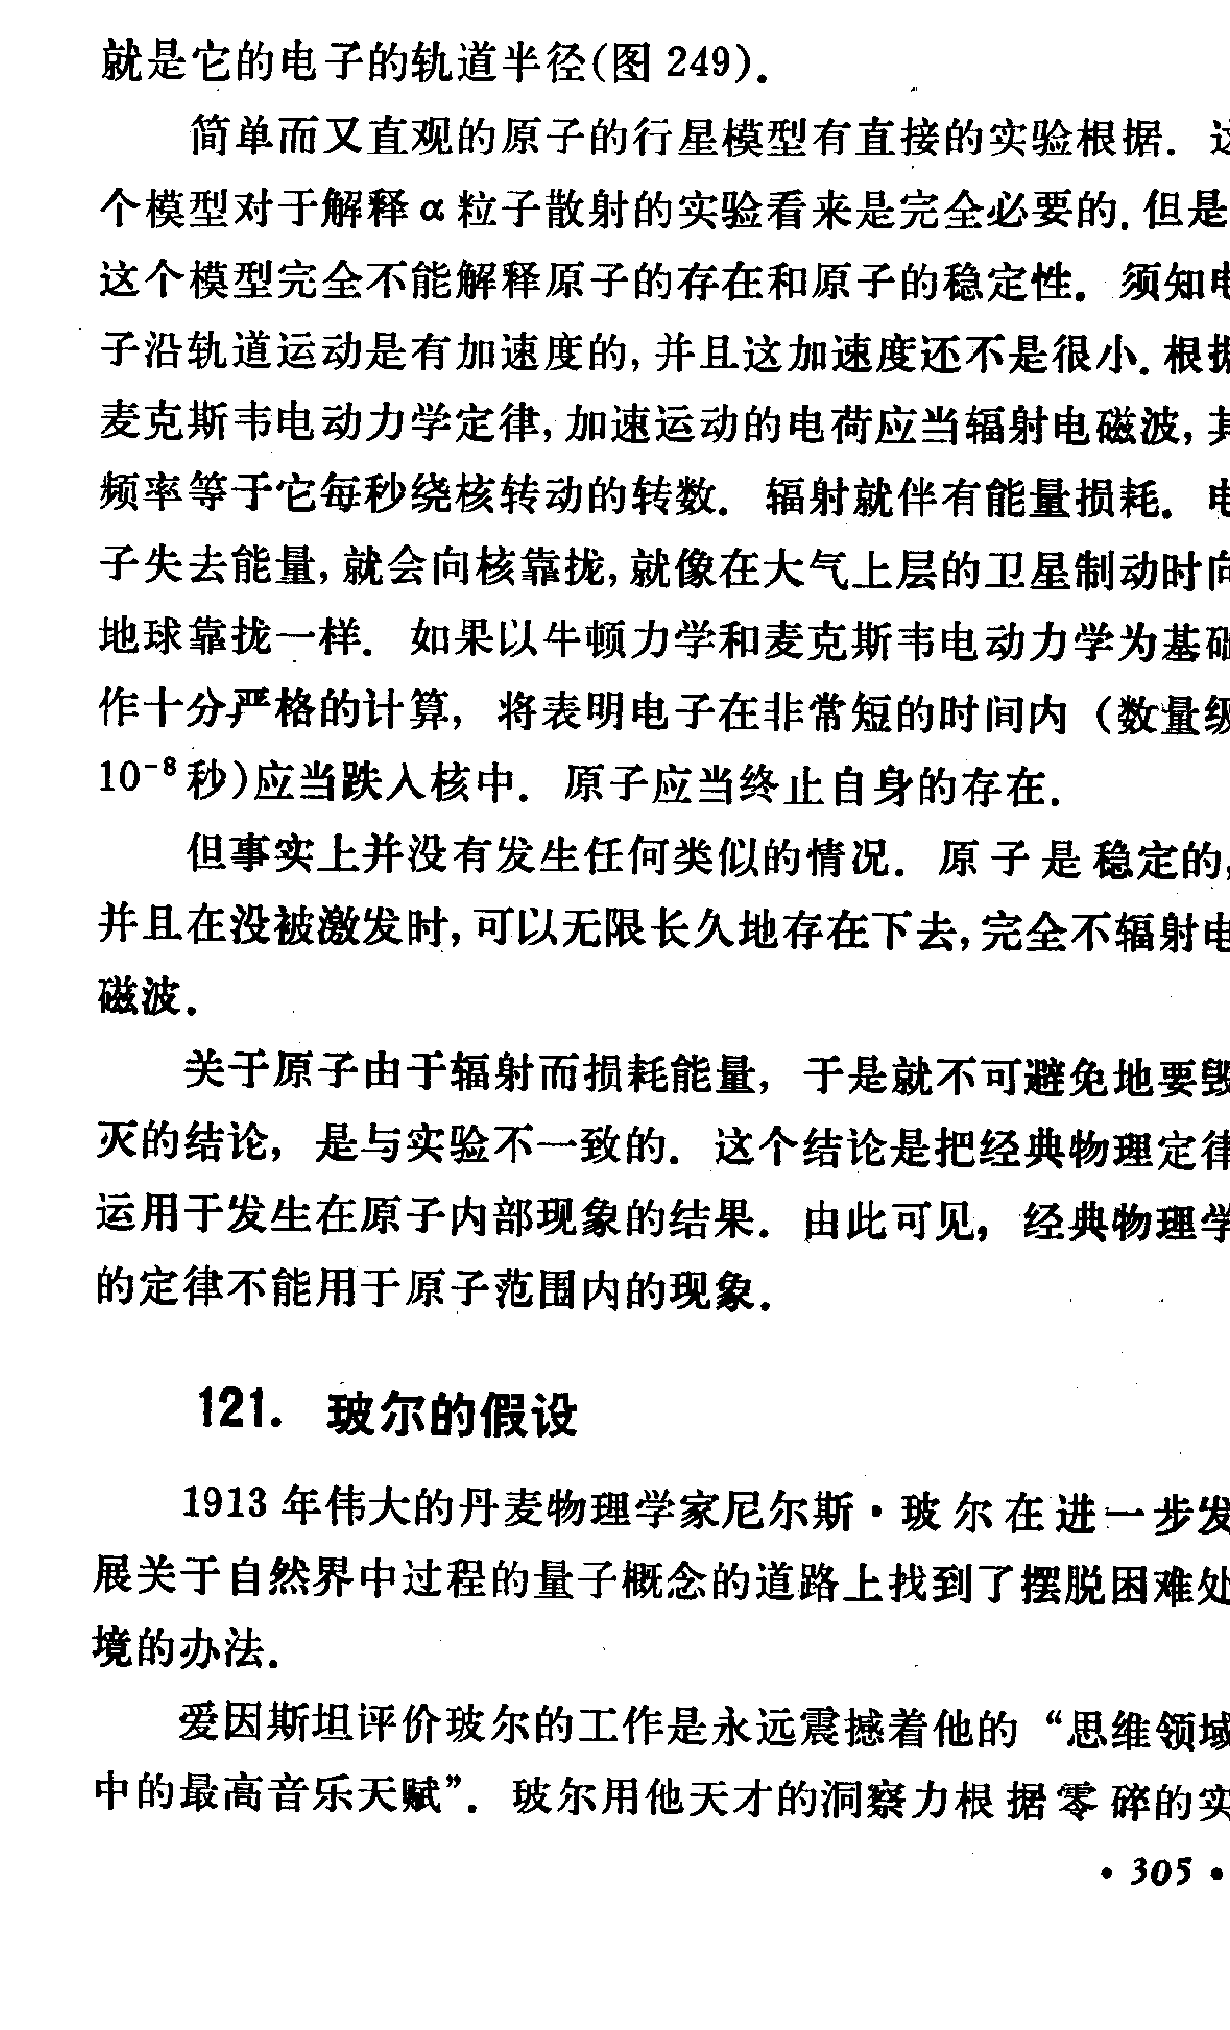 就是它的电子的轨道半径(图 249).
简单而又直观的原子的行星模型有直接的实验根据. 这
个模型对于解释α粒子散射的实验看来是完全必要的. 但是
这个模型完全不能解释原子的存在和原子的稳定性. 须知电
子沿轨道运动是有加速度的, 并且这加速度还不是很小. 根据
麦克斯韦电动力学定律, 加速运动的电荷应当辐射电磁波, 其
频率等于它每秒绕核转动的转数. 辐射就伴有能量损耗. 电
子失去能量, 就会向核靠拢, 就像在大气上层的卫星制动时向
地球靠拢一样. 如果以牛顿力学和麦克斯韦电动力学为基础
作十分严格的计算, 将表明电子在非常短的时间内 (数量级
10⁻⁸ 秒)应当跌入核中. 原子应当终止自身的存在.
但事实上并没有发生任何类似的情况. 原子是稳定的,
并且在没被激发时, 可以无限长久地存在下去, 完全不辐射电
磁波.
关于原子由于辐射而损耗能量, 于是就不可避免地要毁
灭的结论, 是与实验不一致的. 这个结论是把经典物理定律
运用于发生在原子内部现象的结果. 由此可见, 经典物理学
的定律不能用于原子范围内的现象.
121. 玻尔的假设
1913 年伟大的丹麦物理学家尼尔斯·玻尔在进一步发
展关于自然界中过程的量子概念的道路上找到了摆脱困难处
境的办法.
爱因斯坦评价玻尔的工作是永远震撼着他的 “思维领域
中的最高音乐天赋”. 玻尔用他天才的洞察力根据零碎的实
· 305 ·